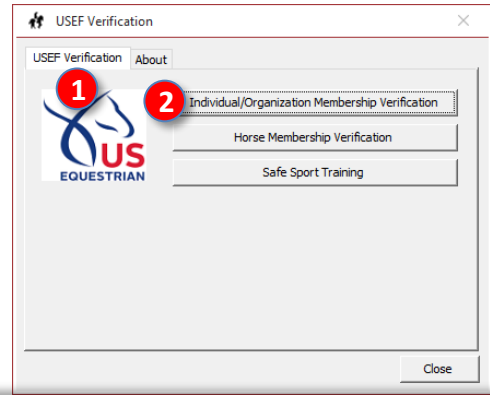 USEF Verification
USEF Verification About
1
2 Individual/Organization Membership Verification
Horse Membership Verification
US
EQUESTRIAN
Safe Sport Training
Close